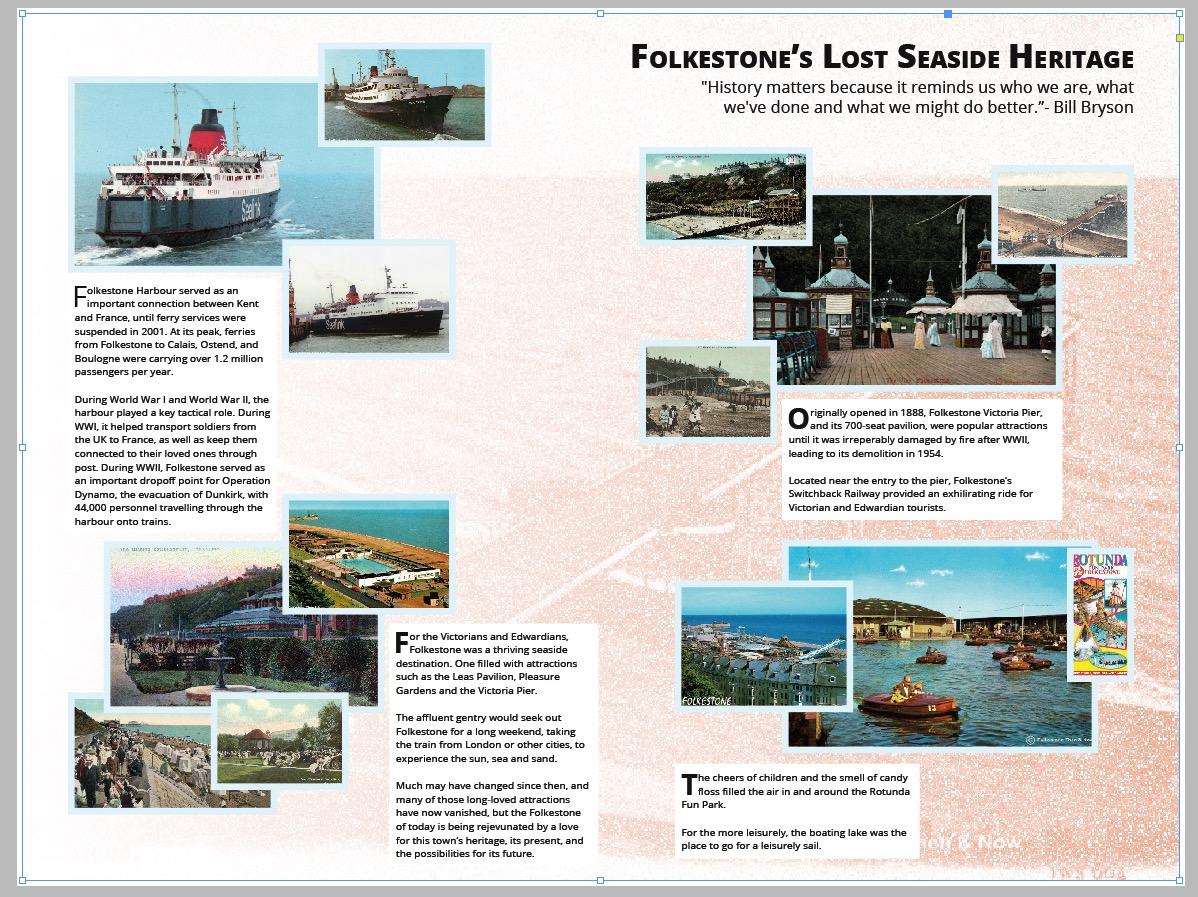 FOLKESTONE'S LOST SEASIDE HERITAGE
"History matters because it reminds us who we are, what
we've done and what we might do better."- Bill Bryson
Sealink
Sealink
Folkestone Harbour served as an
important connection between Kent
and France, until ferry services were
suspended in 2001. At its peak, ferries
from Folkestone to Calais, Ostend, and
Boulogne were carrying over 1.2 million
passengers per year.
During World War I and World War II, the
harbour played a key tactical role. During
WWI, it helped transport soldiers from
the UK to France, as well as keep them
connected to their loved ones through
post. During WWII, Folkestone served as
an important dropoff point for Operation
Dynamo, the evacuation of Dunkirk, with
44,000 personnel travelling through the
harbour onto trains.
For the Victorians and Edwardians,
Folkestone was a thriving seaside
destination. One filled with attractions
such as the Leas Pavilion, Pleasure
Gardens and the Victoria Pier.
The affluent gentry would seek out
Folkestone for a long weekend, taking
the train from London or other cities, to
experience the sun, sea and sand.
Much may have changed since then, and
many of those long-loved attractions
have now vanished, but the Folkestone
of today is being rejevunated by a love
for this town's heritage, its present, and
the possibilities for its future.
Originally opened in 1888, Folkestone Victoria Pier,
and its 700-seat pavilion, were popular attractions
until it was irreperably damaged by fire after WWII,
leading to its demolition in 1954.
Located near the entry to the pier, Folkestone's
Switchback Railway provided an exhilirating ride for
Victorian and Edwardian tourists.
ROTUNDA
FUN PARK
FOLKESTONE
FOLKESTONE
13
© Folkestone Then & Now
The cheers of children and the smell of candy
floss filled the air in and around the Rotunda
Fun Park.
For the more leisurely, the boating lake was the
place to go for a leisurely sail.
& Now